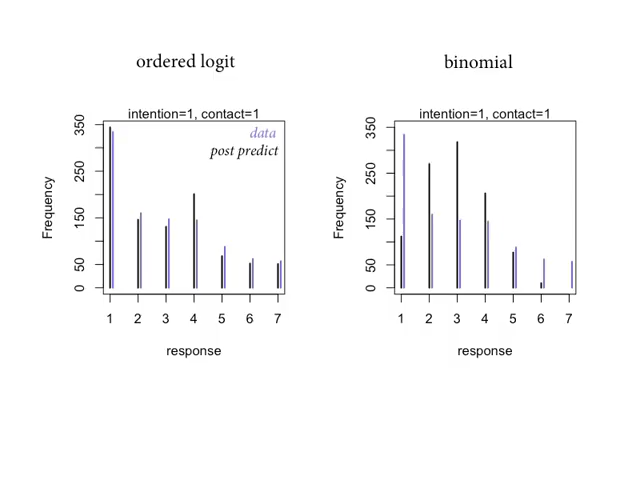 ordered logit
intention=1, contact=1
data
post predict
Frequency
350
250
150
50
0
1 2 3 4 5 6 7
response
binomial
intention=1, contact=1
Frequency
350
250
150
50
0
1 2 3 4 5 6 7
response